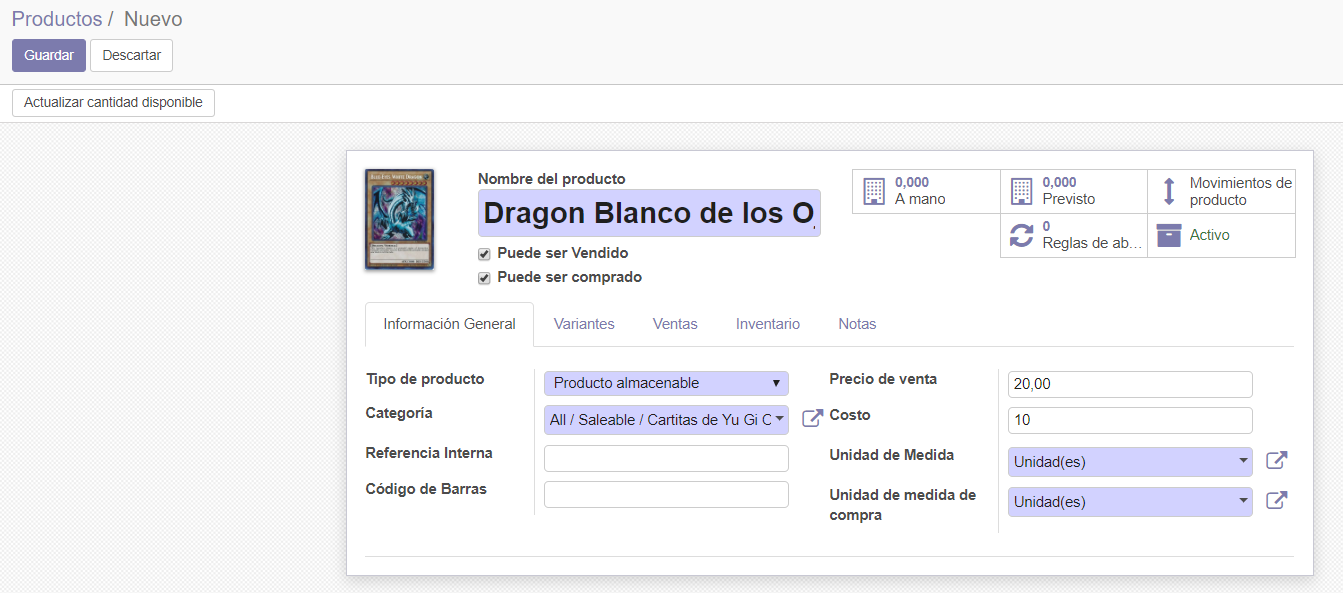 Productos / Nuevo
Guardar Descartar
Actualizar cantidad disponible
Nombre del producto
Dragon Blanco de los O
Puede ser Vendido
Puede ser comprado
0,000
A mano
0,000
Previsto
Movimientos de
producto
0
Reglas de ab...
Activo
Información General Variantes Ventas Inventario Notas
Tipo de producto
Producto almacenable
Categoría
All / Saleable / Cartitas de Yu Gi O
Referencia Interna
Código de Barras
Precio de venta
20,00
Costo
10
Unidad de Medida
Unidad(es)
Unidad de medida de
compra
Unidad(es)